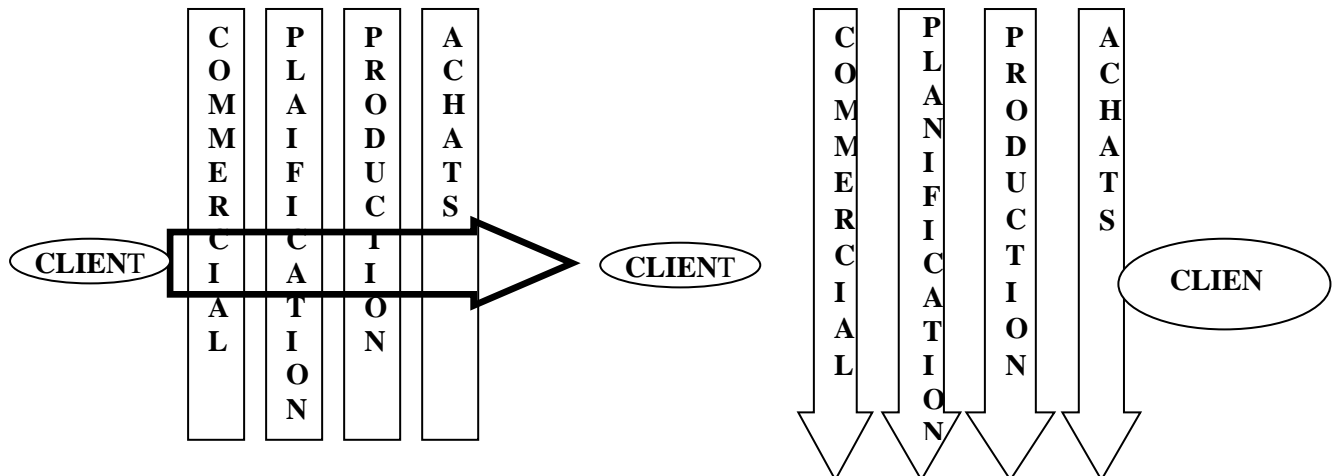 CLIENT
COMMERCIAL
PLAIFICATION
PRODUCTION
ACHATS
CLIENT
COMMERCIAL
PLANIFICATION
PRODUCTION
ACHATS
CLIEN